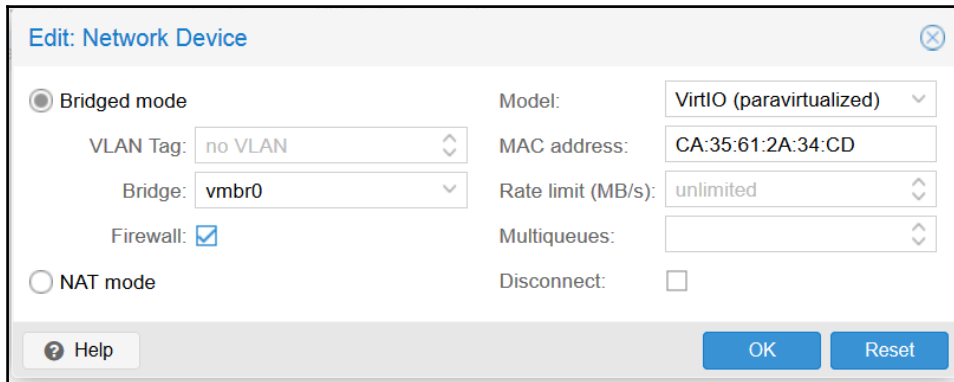 Edit: Network Device
Bridged mode
VLAN Tag: no VLAN
Bridge: vmbr0
Firewall:
NAT mode
Model: VirtIO (paravirtualized)
MAC address: CA:35:61:2A:34:CD
Rate limit (MB/s): unlimited
Multiqueues:
Disconnect:
Help
OK
Reset